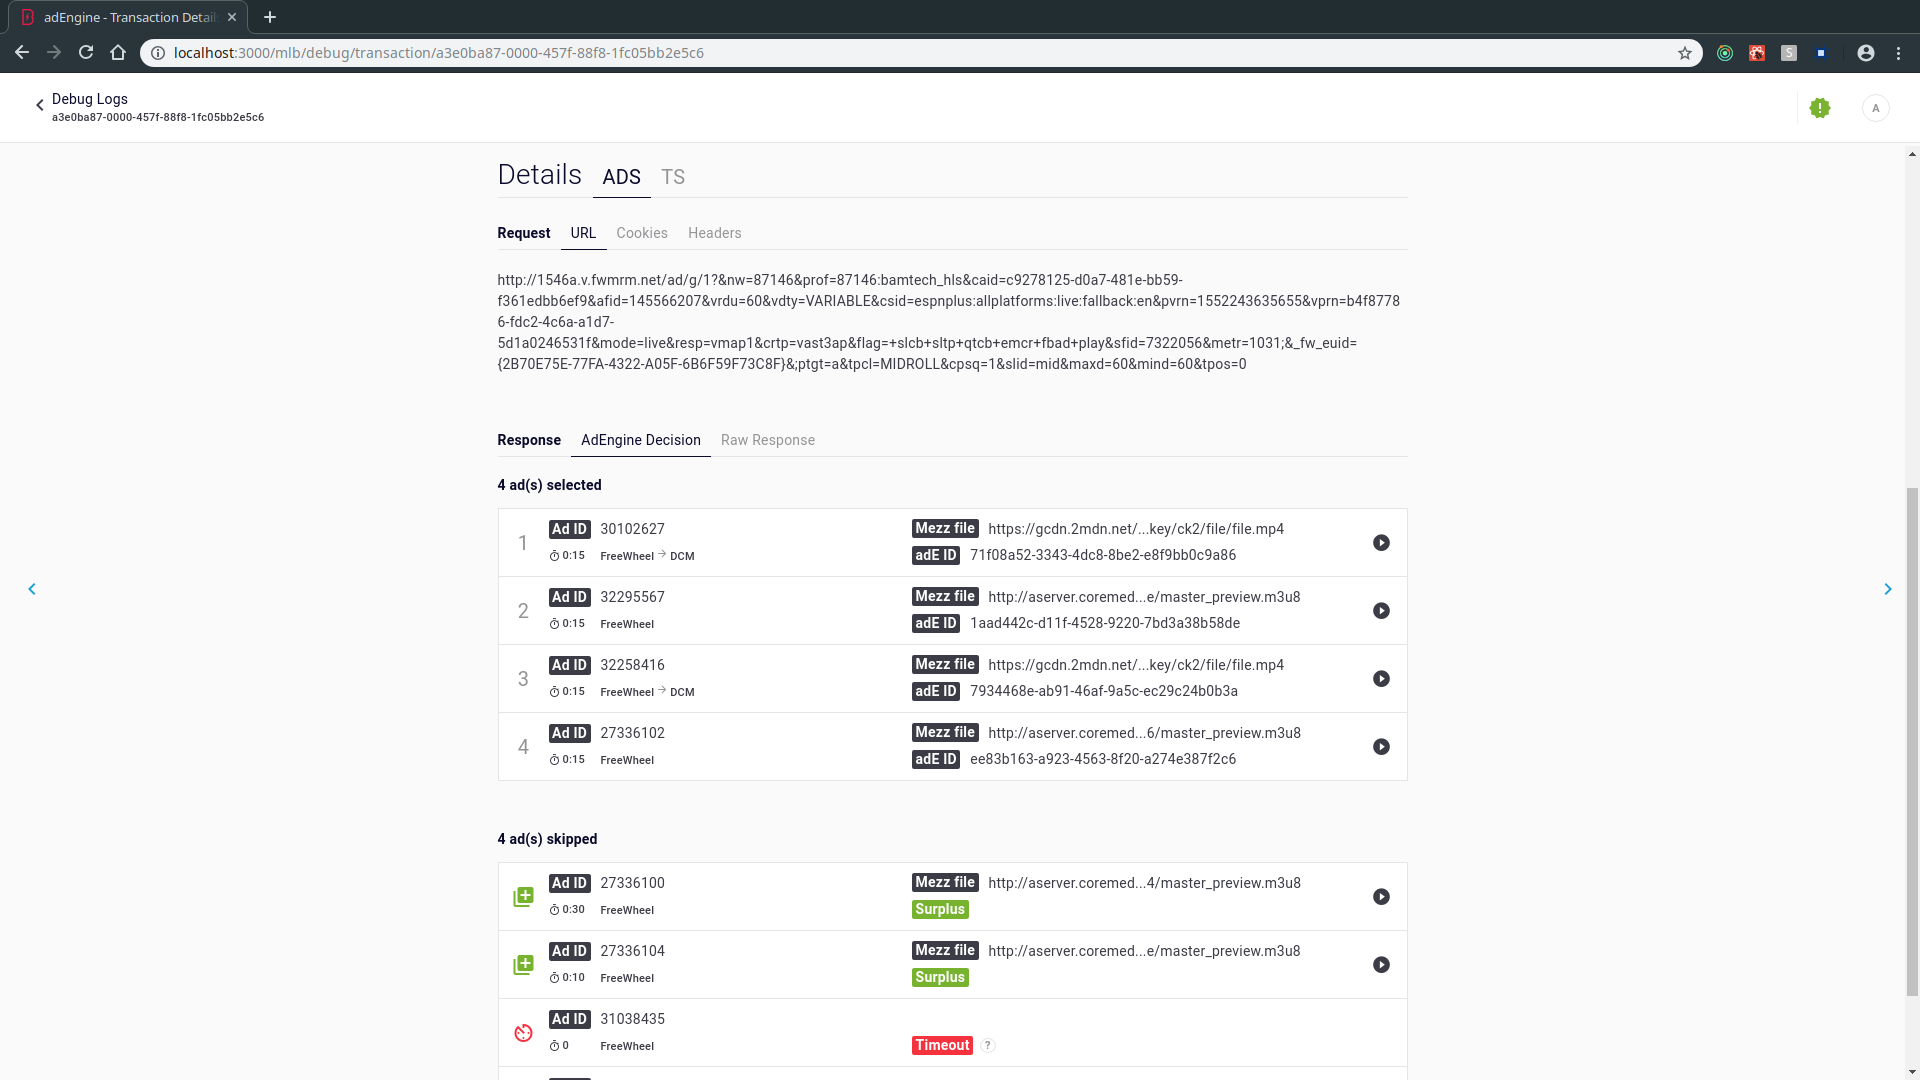 adEngine - Transaction Detail
localhost:3000/mlb/debug/transaction/a3e0ba87-0000-457f-88f8-1fc05bb2e5c6
S
Debug Logs
a3e0ba87-0000-457f-88f8-1fc05bb2e5c6
A
Details ADS TS
Request URL Cookies Headers
http://1546a.v.fwmrm.net/ad/g/1?&nw=87146&prof=87146:bamtech_hls&caid=c9278125-d0a7-481e-bb59-
f361edbb6ef9&afid=145566207&vrdu=60&vdty=VARIABLE&csid=espnplus:allplatforms:live:fallback:en&pvrn=1552243635655&vprn=b4f8778
6-fdc2-4c6a-a1d7-
5d1a0246531f&mode=live&resp=vmap1&crtp=vast3ap&flag=+slcb+sltp+qtcb+emcr+fbad+play&sfid=7322056&metr=1031;&_fw_euid=
{2B70E75E-77FA-4322-A05F-6B6F59F73C8F}&;ptgt=a&tpcl=MIDROLL&cpsq=1&slid=mid&maxd=60&mind=60&tpos=0
Response AdEngine Decision Raw Response
4 ad(s) selected
1 Ad ID 30102627 Mezz file https://gcdn.2mdn.net/...key/ck2/file/file.mp4
0:15 FreeWheel → DCM adE ID 71f08a52-3343-4dc8-8be2-e8f9bb0c9a86
2 Ad ID 32295567 Mezz file http://aserver.coremed...e/master_preview.m3u8
0:15 FreeWheel adE ID 1aad442c-d11f-4528-9220-7bd3a38b58de
3 Ad ID 32258416 Mezz file https://gcdn.2mdn.net/...key/ck2/file/file.mp4
0:15 FreeWheel → DCM adE ID 7934468e-ab91-46af-9a5c-ec29c24b0b3a
4 Ad ID 27336102 Mezz file http://aserver.coremed...6/master_preview.m3u8
0:15 FreeWheel adE ID ee83b163-a923-4563-8f20-a274e387f2c6
4 ad(s) skipped
Ad ID 27336100 Mezz file http://aserver.coremed...4/master_preview.m3u8
0:30 FreeWheel Surplus
Ad ID 27336104 Mezz file http://aserver.coremed...e/master_preview.m3u8
0:10 FreeWheel Surplus
Ad ID 31038435
0 FreeWheel Timeout ?